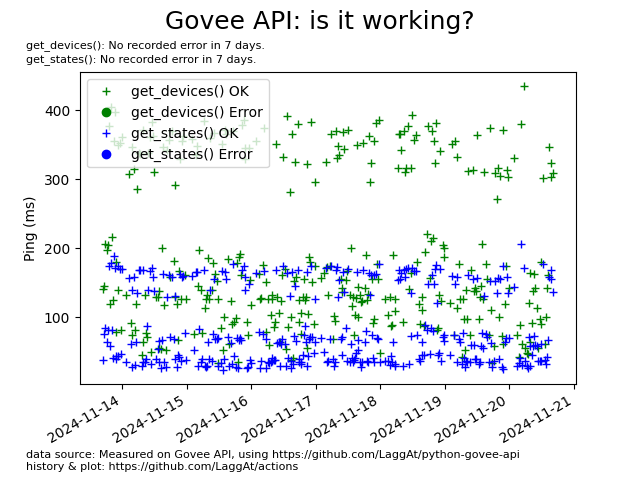 Govee API: is it working?
get_devices(): No recorded error in 7 days.
get_states(): No recorded error in 7 days.
get_devices() OK
get_devices() Error
get_states() OK
get_states() Error
Ping (ms)
400
300
200
100
2024-11-14
2024-11-15
2024-11-16
2024-11-17
2024-11-18
2024-11-19
2024-11-20
2024-11-21
data source: Measured on Govee API, using https://github.com/LaggAt/python-govee-api
history & plot: https://github.com/LaggAt/actions